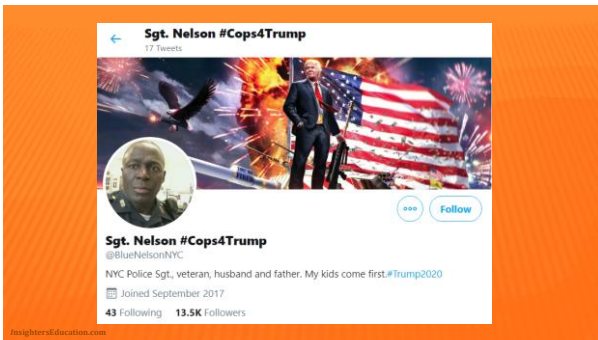 Sgt. Nelson #Cops4Trump
17 Tweets
Follow
Sgt. Nelson #Cops4Trump
@BlueNelsonNYC
NYC Police Sgt., veteran, husband and father. My kids come first.#Trump2020
Joined September 2017
43 Following 13.5K Followers
InsightersEducation.com